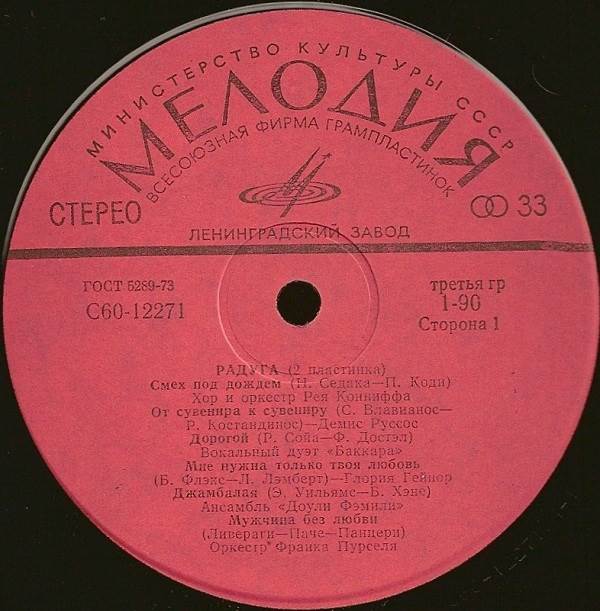 МИНИСТЕРСТВО КУЛЬТУРЫ СССР
МЕЛОДИЯ
ВСЕСОЮЗНАЯ ФИРМА ГРАМПЛАСТИНОК
СТЕРЕО
33
ЛЕНИНГРАДСКИЙ ЗАВОД
ГОСТ 5289-73
С60-12271
третья гр
1-90
Сторона 1
РАДУГА (2 пластинка)
Смех под дождем (Н. Седака—П. Коди)
Хор и оркестр Рея Конниффа
От сувенира к сувениру (С. Влавианос—
Р. Костандинос)—Демис Руссос
Дорогой (Р. Сойа—Ф. Достэл)
Вокальный дуэт «Баккара»
Мне нужна только твоя любовь
(Б. Флэкс—Л. Лэмберт)—Глория Гейнор
Джамбалая (Э. Уильямс—Б. Хэне)
Ансамбль «Доули Фэмили»
Мужчина без любви
(Ливераги—Паче—Панцери)
Оркестр Франка Пурселя